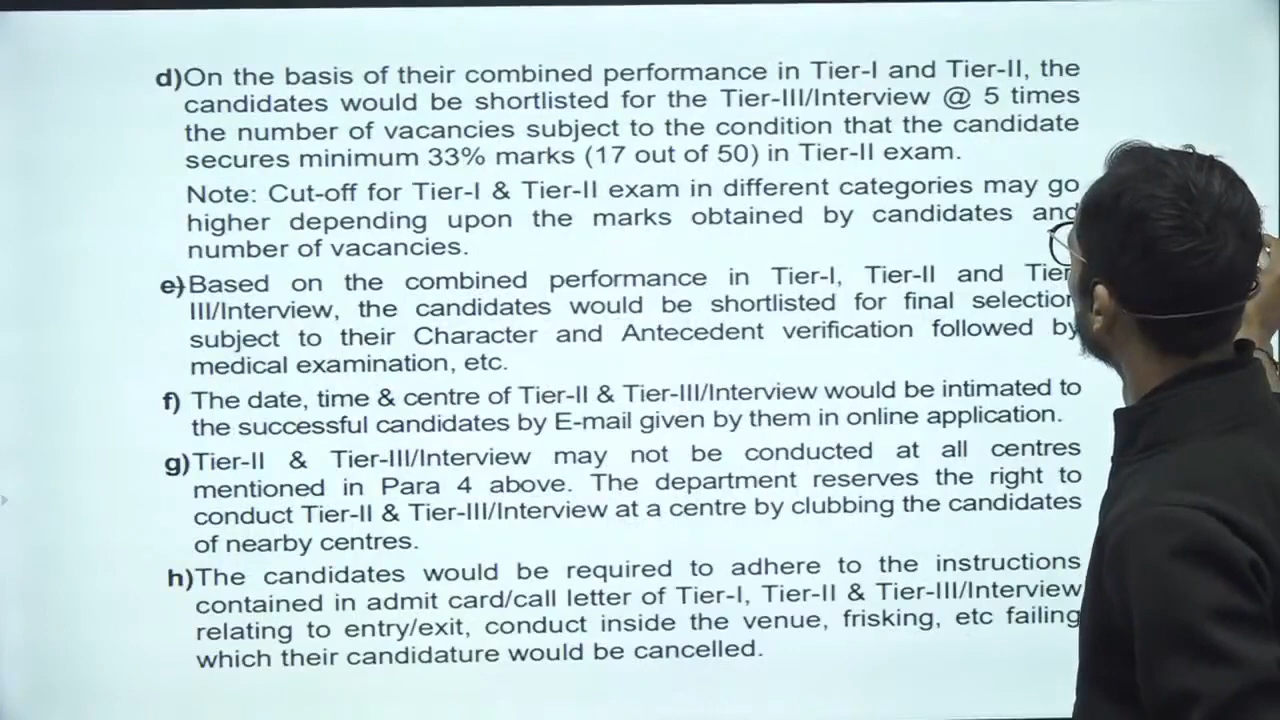 d)On the basis of their combined performance in Tier-I and Tier-II, the
candidates would be shortlisted for the Tier-III/Interview @ 5 times
the number of vacancies subject to the condition that the candidate
secures minimum 33% marks (17 out of 50) in Tier-II exam.
Note: Cut-off for Tier-I & Tier-II exam in different categories may go
higher depending upon the marks obtained by candidates and
number of vacancies.
e)Based on the combined performance in Tier-I, Tier-II and Tier
III/Interview, the candidates would be shortlisted for final selection
subject to their Character and Antecedent verification followed by
medical examination, etc.
f) The date, time & centre of Tier-II & Tier-III/Interview would be intimated to
the successful candidates by E-mail given by them in online application.
g)Tier-II & Tier-III/Interview may not be conducted at all centres
mentioned in Para 4 above. The department reserves the right to
conduct Tier-II & Tier-III/Interview at a centre by clubbing the candidates
of nearby centres.
h)The candidates would be required to adhere to the instructions
contained in admit card/call letter of Tier-I, Tier-II & Tier-III/Interview
relating to entry/exit, conduct inside the venue, frisking, etc failing
which their candidature would be cancelled.